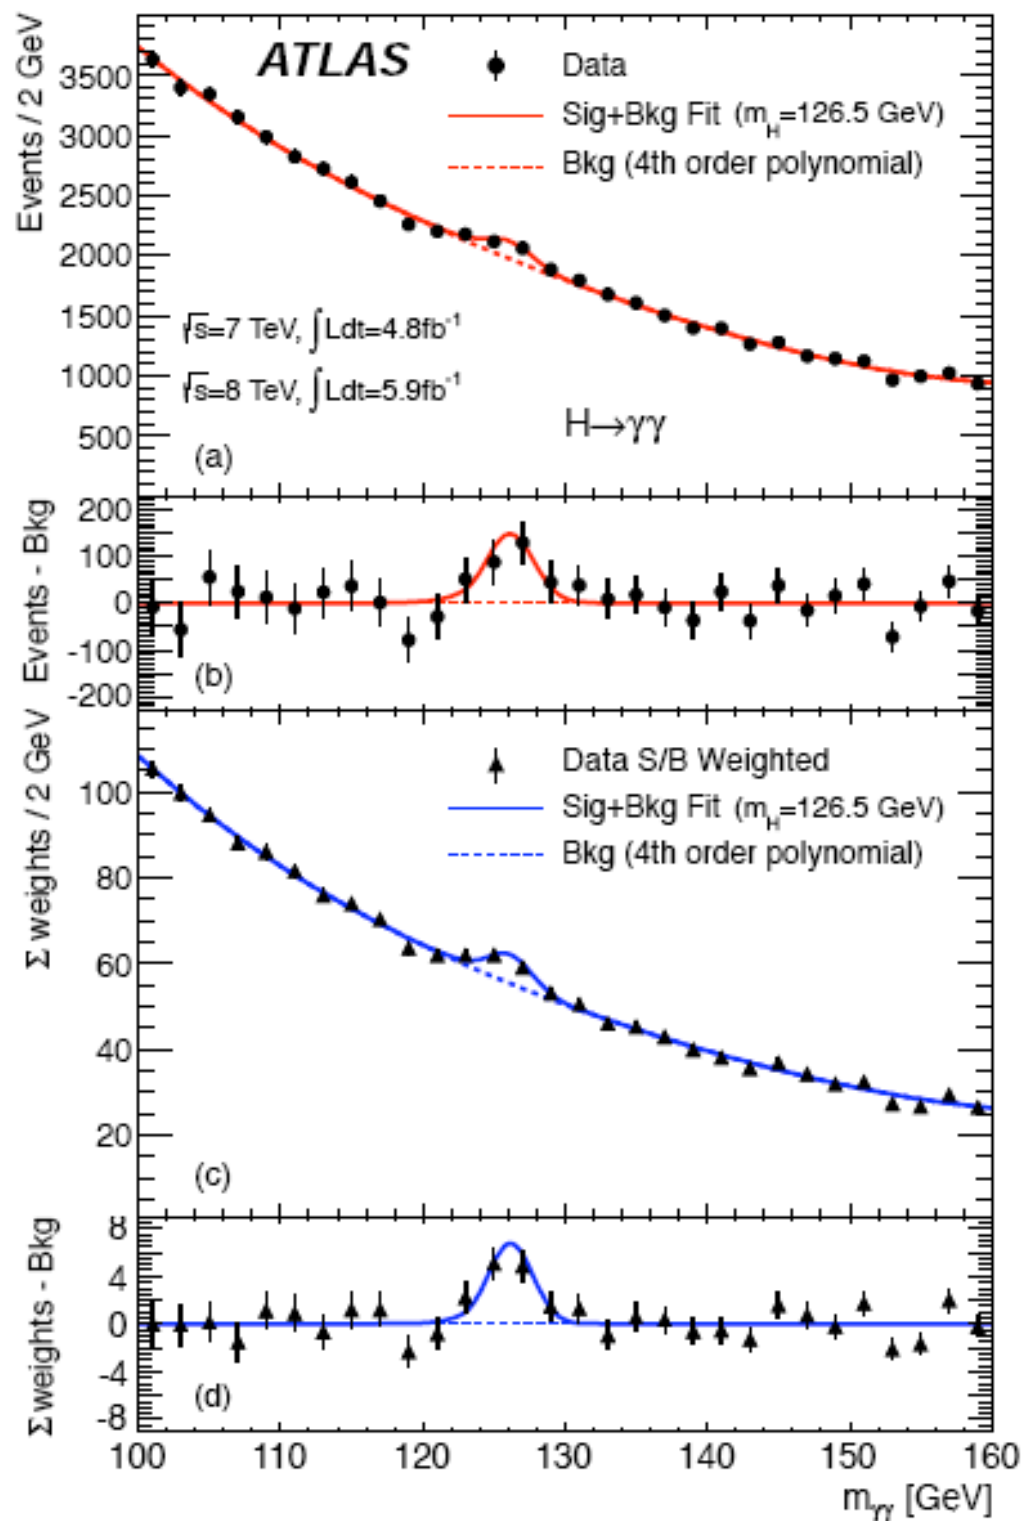 ATLAS
Data
Sig+Bkg Fit (m_H=126.5 GeV)
Bkg (4th order polynomial)
Events / 2 GeV
3500
3000
2500
2000
1500
1000
500
√s=7 TeV, ∫Ldt=4.8fb⁻¹
√s=8 TeV, ∫Ldt=5.9fb⁻¹
H→γγ
(a)
Events - Bkg
200
100
0
-100
-200
(b)
Data S/B Weighted
Sig+Bkg Fit (m_H=126.5 GeV)
Bkg (4th order polynomial)
Σ weights / 2 GeV
100
80
60
40
20
(c)
Σ weights - Bkg
8
4
0
-4
-8
(d)
100 110 120 130 140 150 160
m_γγ [GeV]